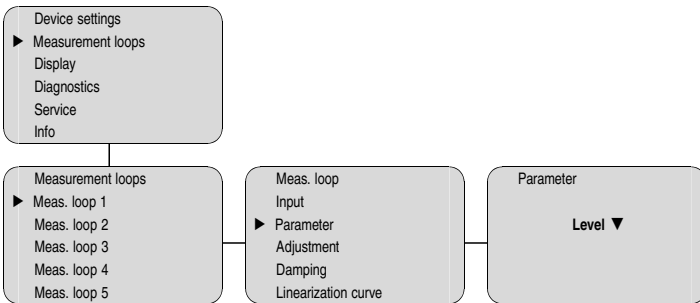 Device settings
▶ Measurement loops
Display
Diagnostics
Service
Info
Measurement loops
▶ Meas. loop 1
Meas. loop 2
Meas. loop 3
Meas. loop 4
Meas. loop 5
Meas. loop
Input
▶ Parameter
Adjustment
Damping
Linearization curve
Parameter
Level ▼